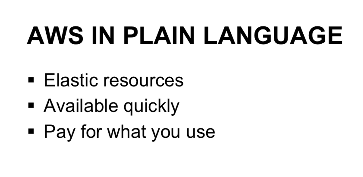 AWS IN PLAIN LANGUAGE
▪ Elastic resources
▪ Available quickly
▪ Pay for what you use